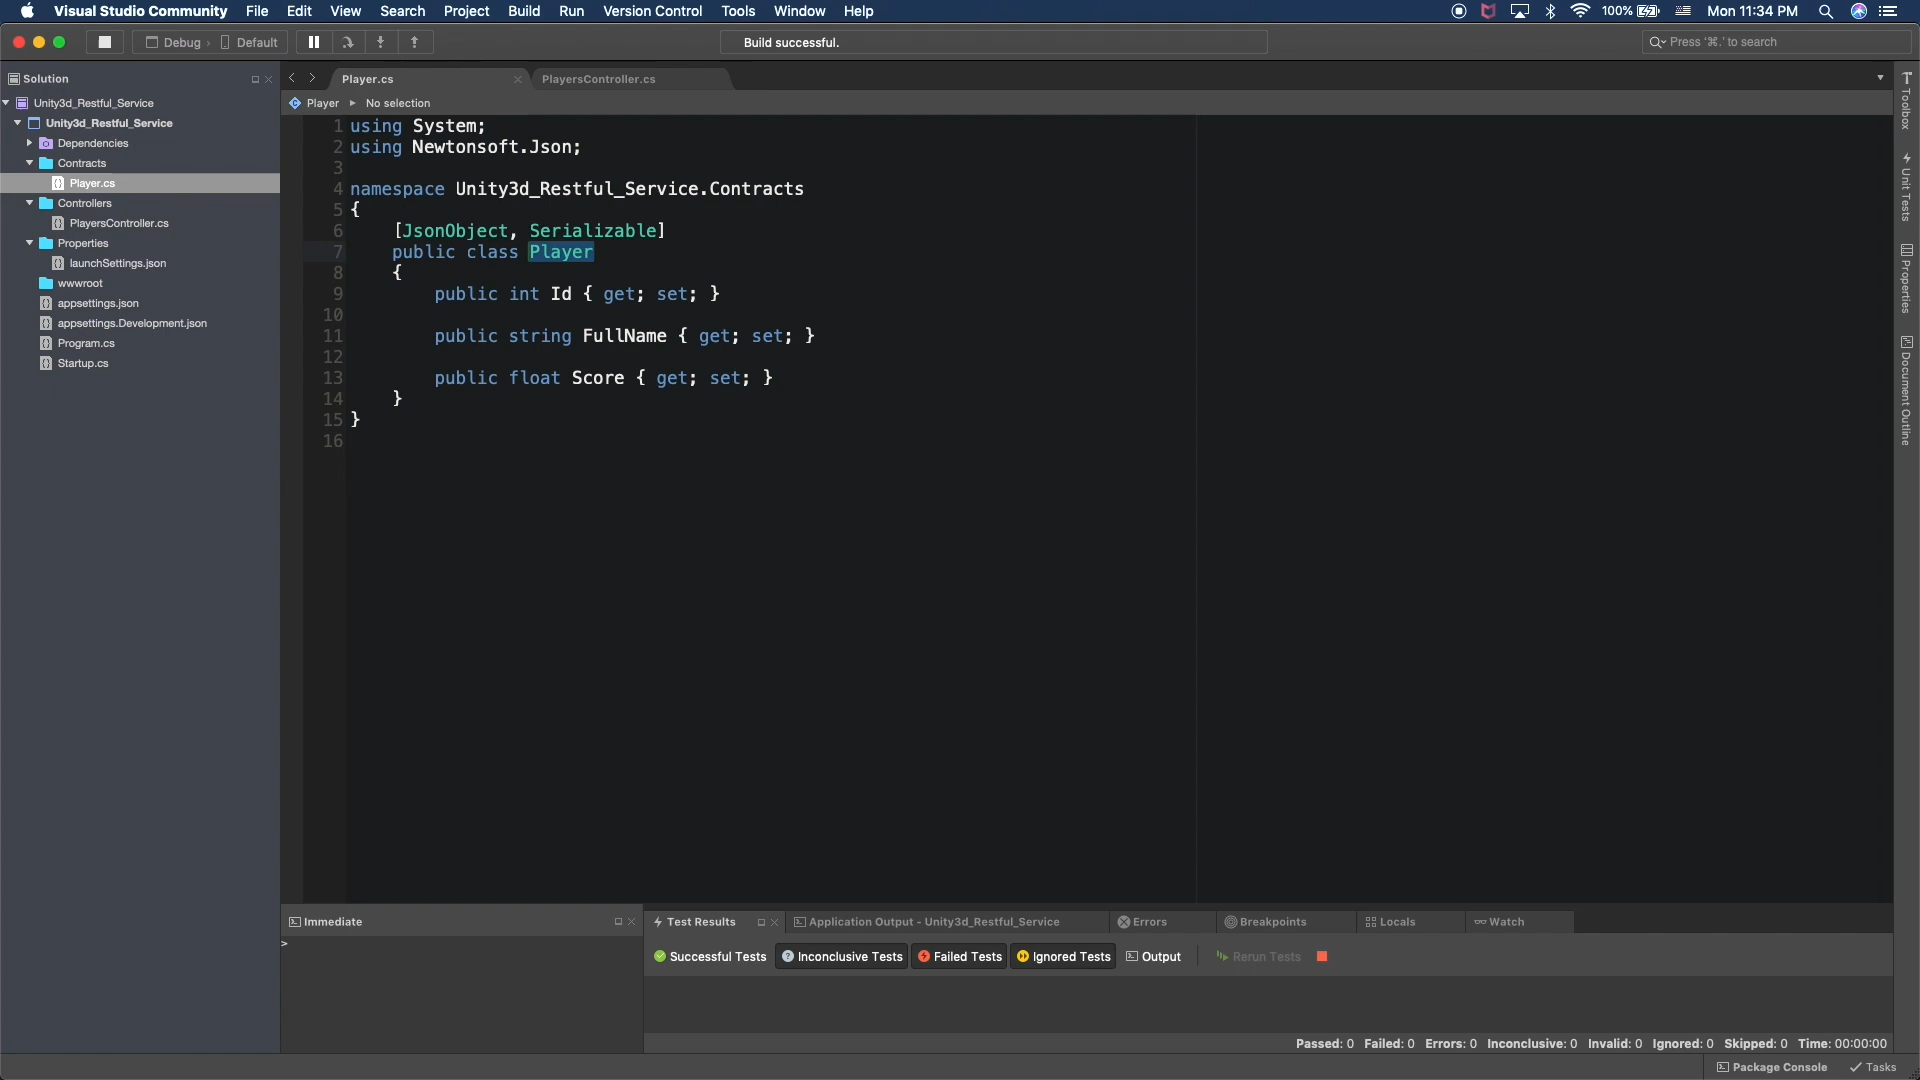 Visual Studio Community File Edit View Search Project Build Run Version Control Tools Window Help 100% Mon 11:34 PM
Debug › Default Build successful. Press '⌘.' to search
Solution
Unity3d_Restful_Service
Unity3d_Restful_Service
Dependencies
Contracts
Player.cs
Controllers
PlayersController.cs
Properties
launchSettings.json
wwwroot
appsettings.json
appsettings.Development.json
Program.cs
Startup.cs
Player.cs PlayersController.cs
Player No selection
1 using System;
2 using Newtonsoft.Json;
3
4 namespace Unity3d_Restful_Service.Contracts
5 {
6 [JsonObject, Serializable]
7 public class Player
8 {
9 public int Id { get; set; }
10
11 public string FullName { get; set; }
12
13 public float Score { get; set; }
14 }
15 }
16
Toolbox
Unit Tests
Properties
Document Outline
Immediate
>
Test Results Application Output - Unity3d_Restful_Service Errors Breakpoints Locals Watch
Successful Tests Inconclusive Tests Failed Tests Ignored Tests Output Rerun Tests
Passed: 0 Failed: 0 Errors: 0 Inconclusive: 0 Invalid: 0 Ignored: 0 Skipped: 0 Time: 00:00:00
Package Console Tasks